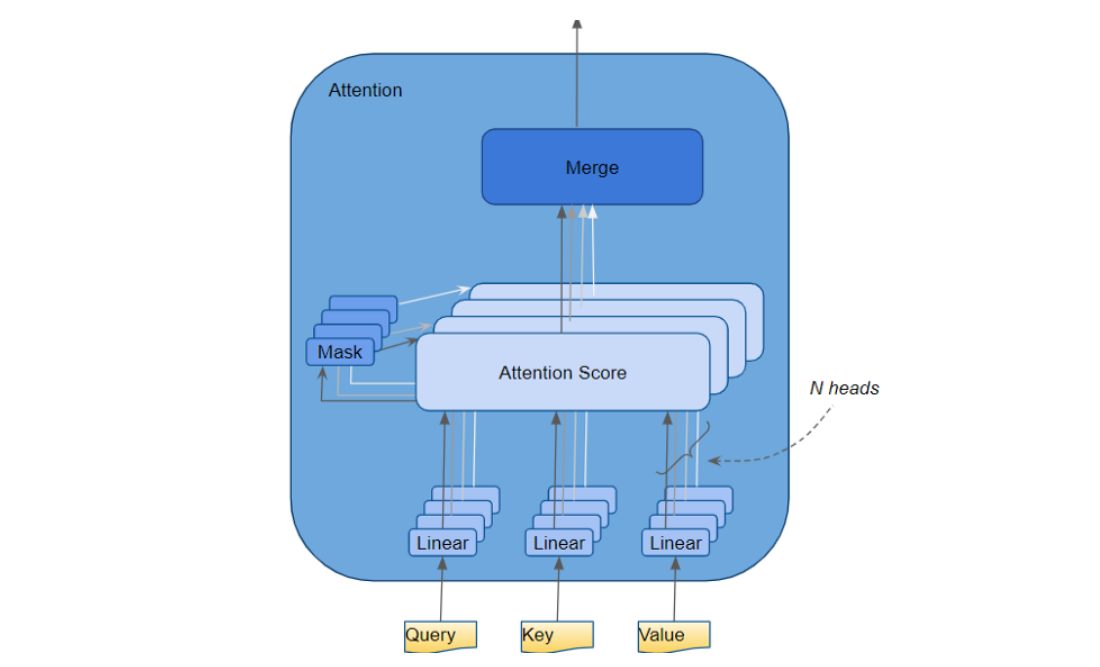 Attention
Merge
Mask
Attention Score
N heads
Linear
Linear
Linear
Query
Key
Value